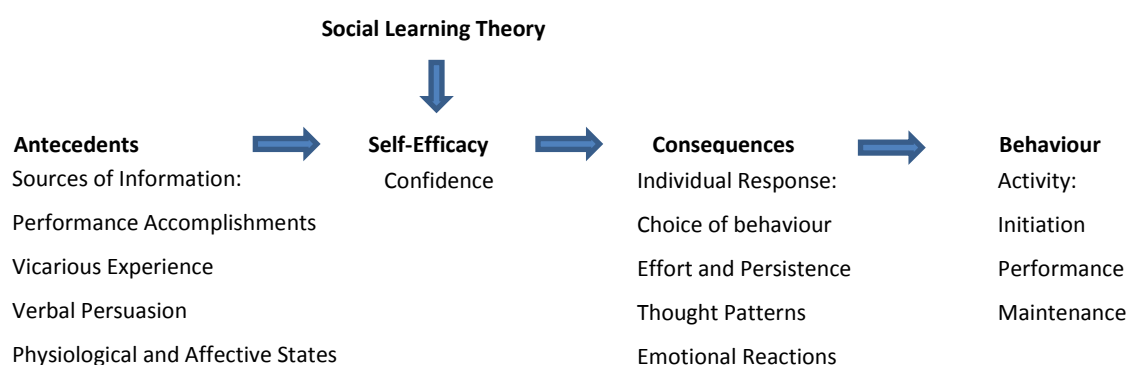 Social Learning Theory
Antecedents
Sources of Information:
Performance Accomplishments
Vicarious Experience
Verbal Persuasion
Physiological and Affective States
Self-Efficacy
Confidence
Consequences
Individual Response:
Choice of behaviour
Effort and Persistence
Thought Patterns
Emotional Reactions
Behaviour
Activity:
Initiation
Performance
Maintenance